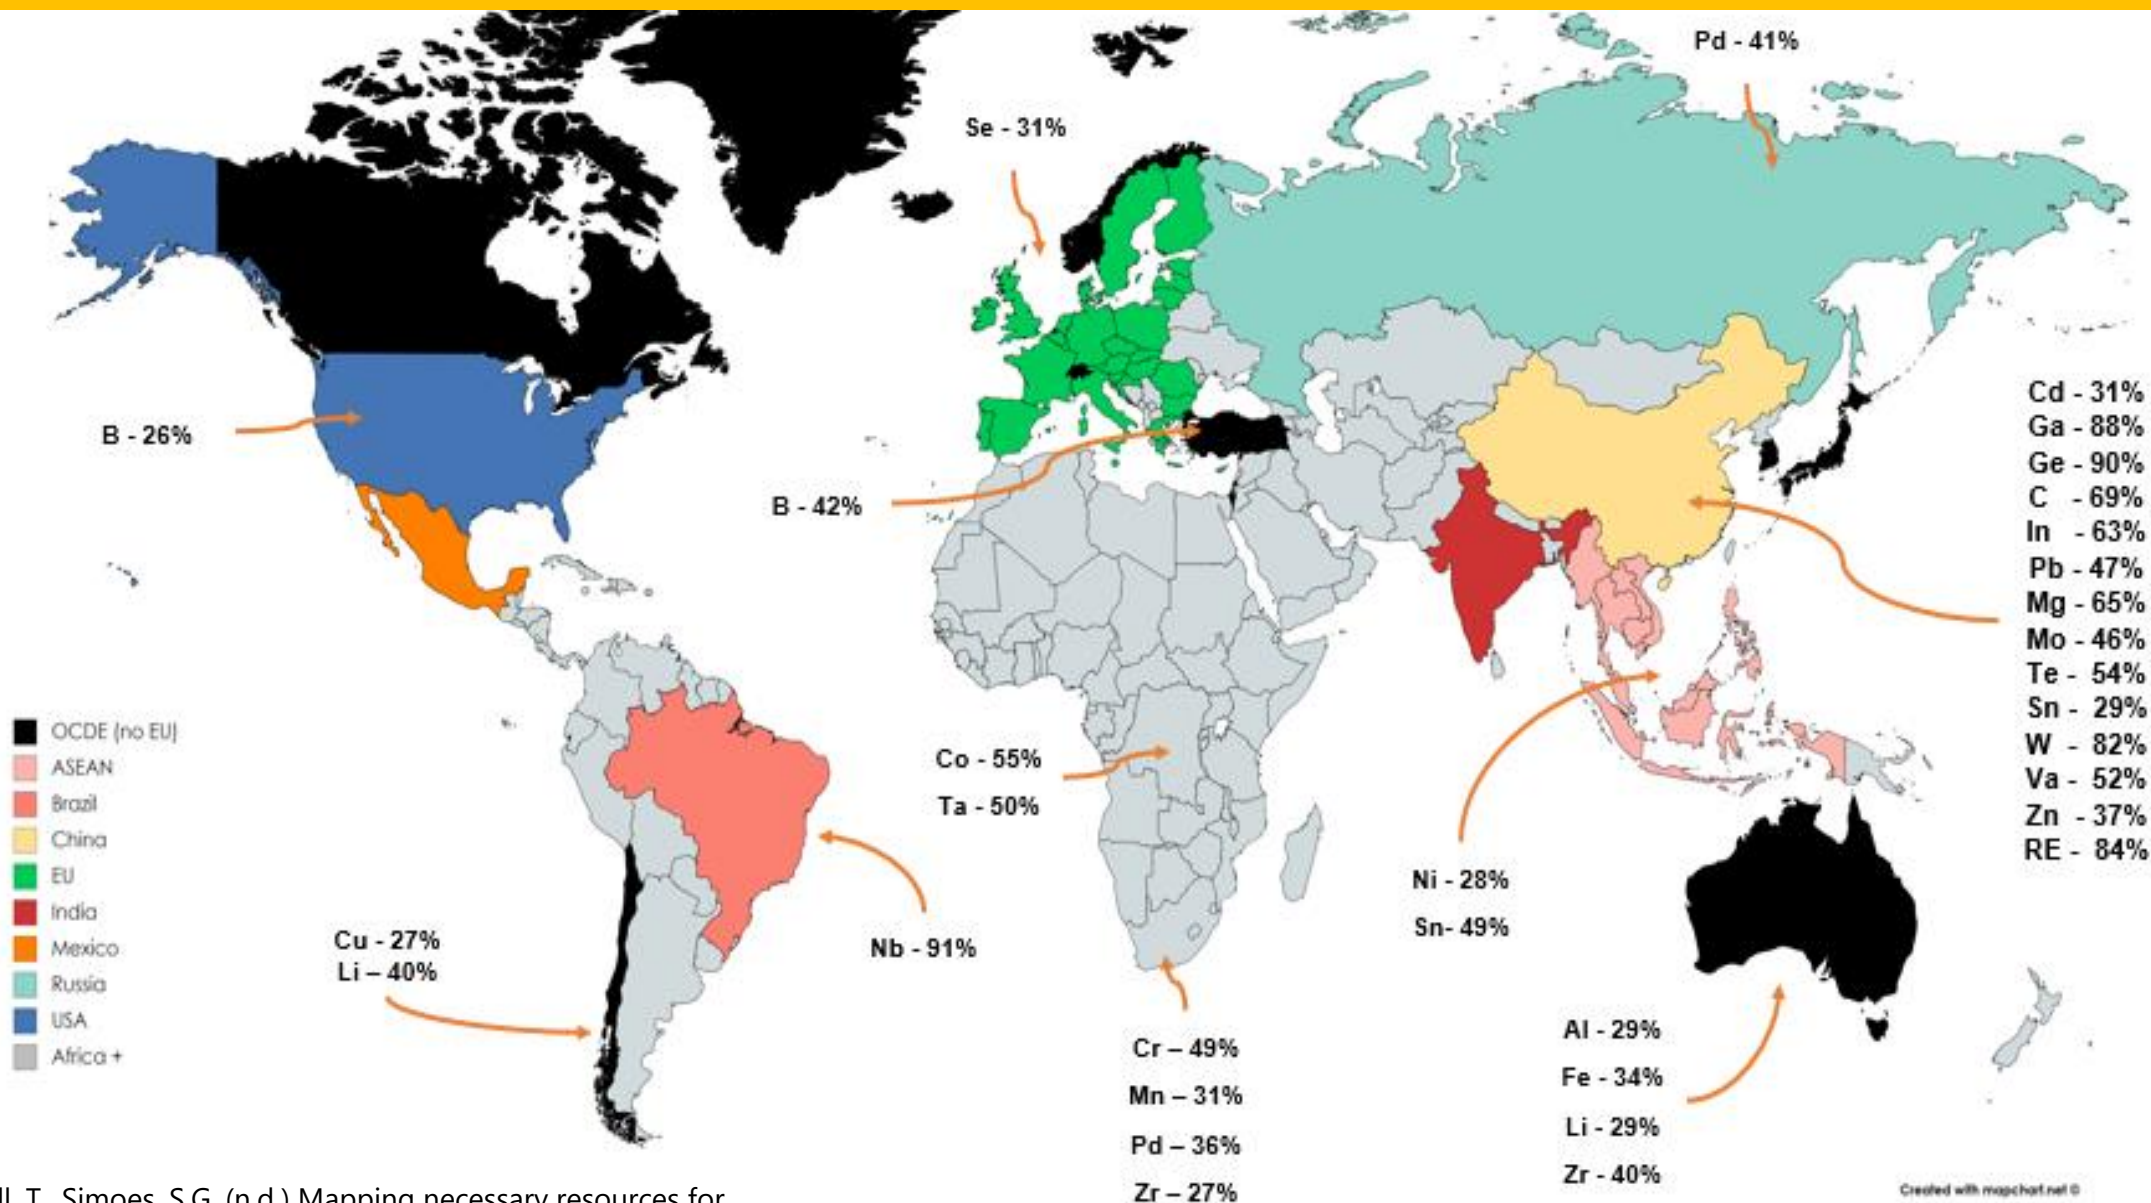 Pd - 41%
Se - 31%
B - 26%
B - 42%
Cd - 31%
Ga - 88%
Ge - 90%
C - 69%
In - 63%
Pb - 47%
Mg - 65%
Mo - 46%
Te - 54%
Sn - 29%
W - 82%
Va - 52%
Zn - 37%
RE - 84%
OCDE (no EU)
ASEAN
Brazil
China
EU
India
Mexico
Russia
USA
Africa +
Co - 55%
Ta - 50%
Ni - 28%
Sn- 49%
Cu - 27%
Li – 40%
Nb - 91%
Cr – 49%
Mn – 31%
Pd – 36%
Zr – 27%
Al - 29%
Fe - 34%
Li - 29%
Zr - 40%
T., Simoes, S.G. (n.d.) Mapping necessary resources for
Created with mapchart.net ©